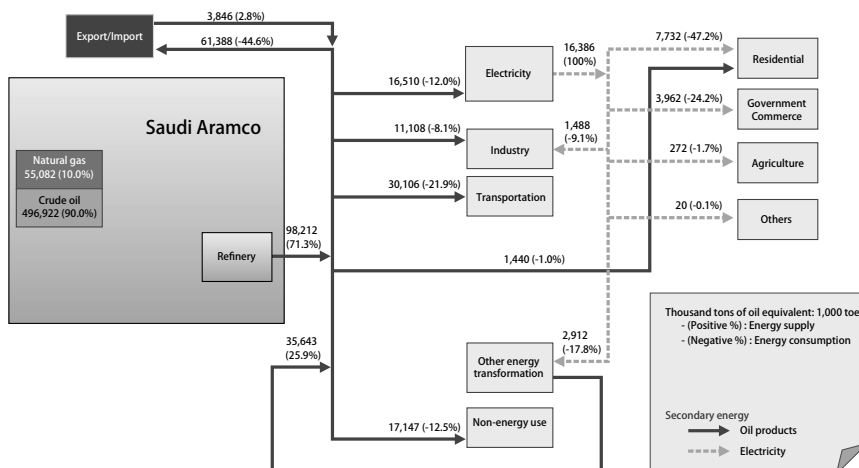 3,846 (2.8%)
Export/Import
61,388 (-44.6%)
7,732 (-47.2%)
16,386
(100%)
Residential
Electricity
16,510 (-12.0%)
Saudi Aramco
3,962 (-24.2%)
Government
Commerce
11,108 (-8.1%)
1,488
(-9.1%)
Industry
272 (-1.7%)
Agriculture
Natural gas
55,082 (10.0%)
Crude oil
496,922 (90.0%)
30,106 (-21.9%)
Transportation
20 (-0.1%)
Others
98,212
(71.3%)
Refinery
1,440 (-1.0%)
Thousand tons of oil equivalent: 1,000 toe
- (Positive %) : Energy supply
- (Negative %) : Energy consumption
35,643
(25.9%)
2,912
(-17.8%)
Other energy
transformation
17,147 (-12.5%)
Non-energy use
Secondary energy
Oil products
Electricity